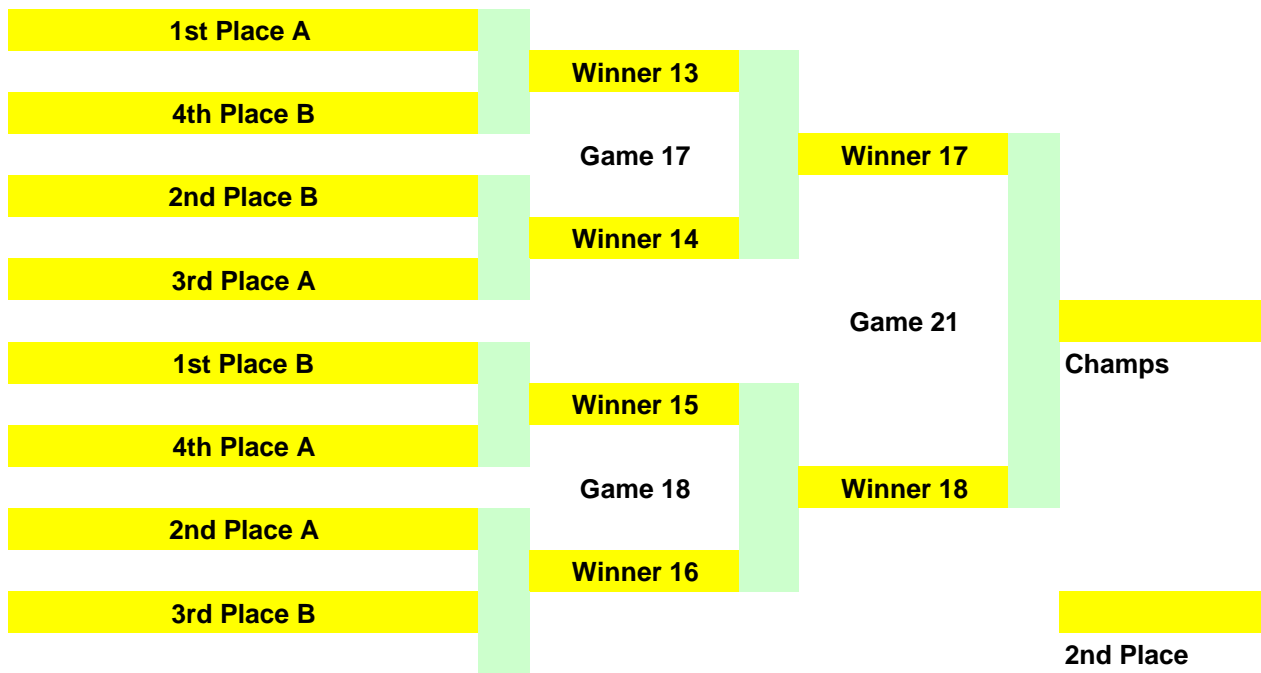 1st Place A
Winner 13
4th Place B
Game 17
Winner 17
2nd Place B
Winner 14
3rd Place A
Game 21
1st Place B
Champs
Winner 15
4th Place A
Game 18
Winner 18
2nd Place A
Winner 16
3rd Place B
2nd Place